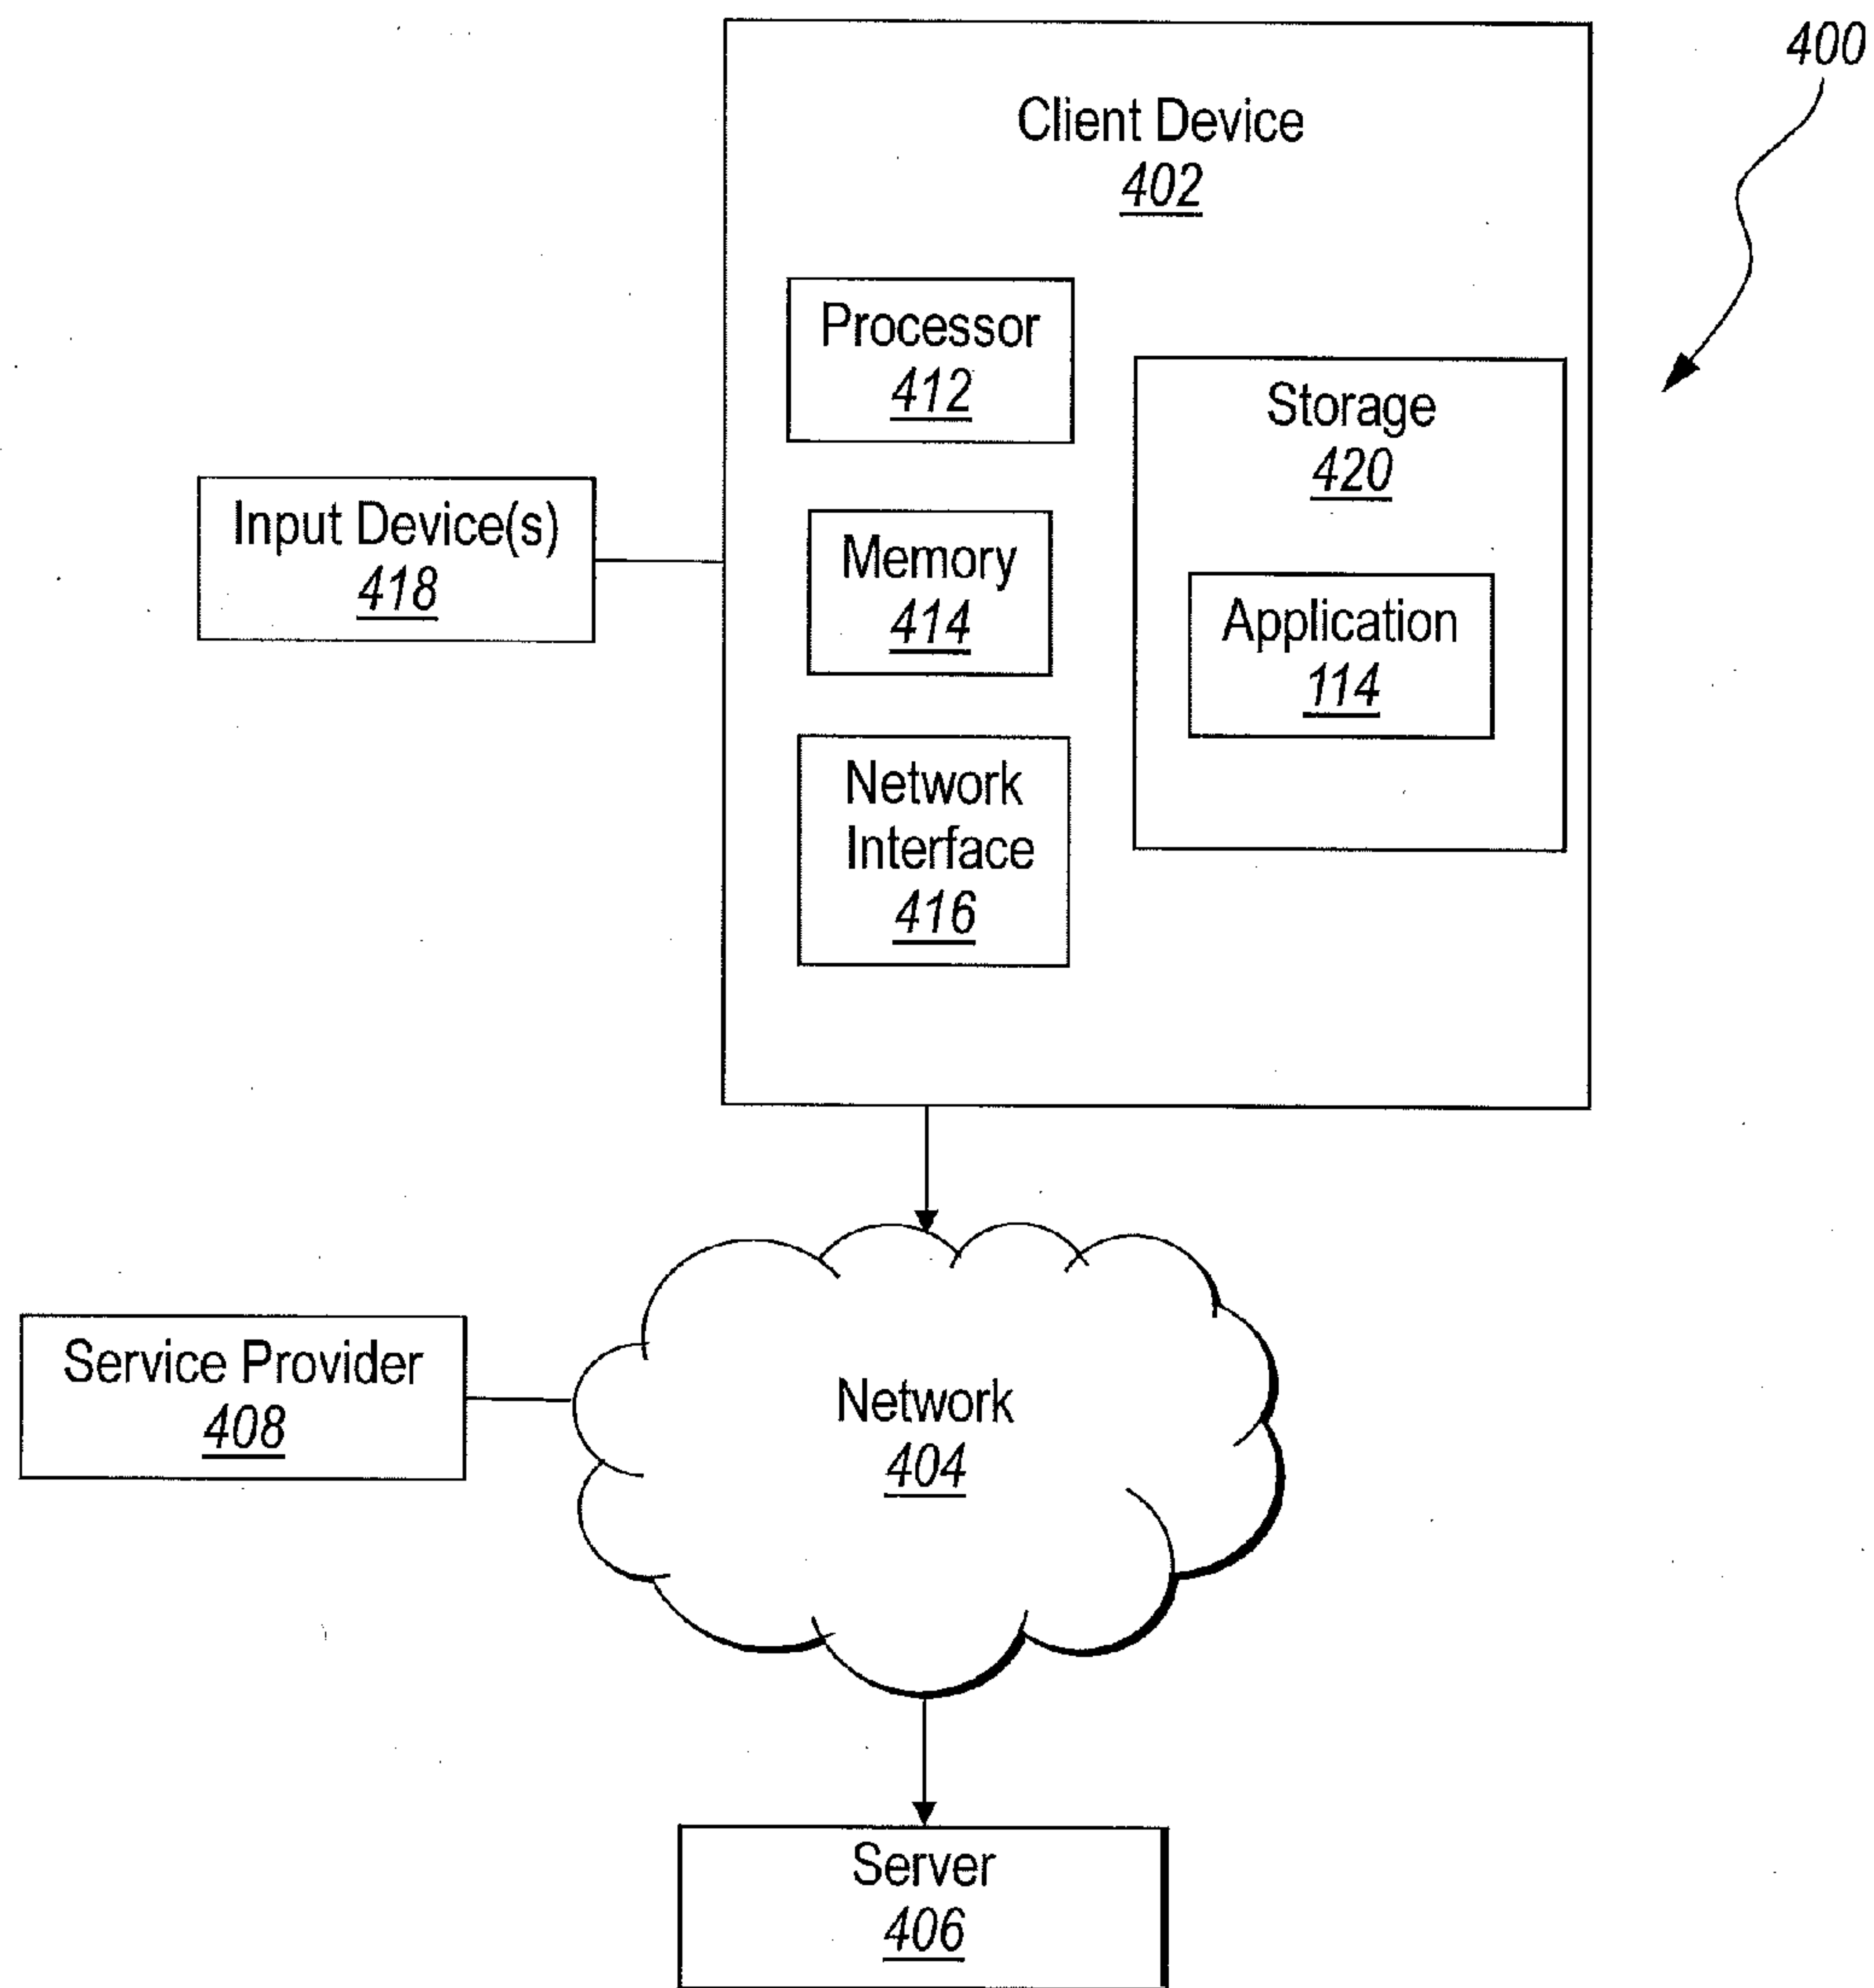 400
Client Device
402
Processor
412
Storage
420
Input Device(s)
418
Memory
414
Application
114
Network
Interface
416
Service Provider
408
Network
404
Server
406